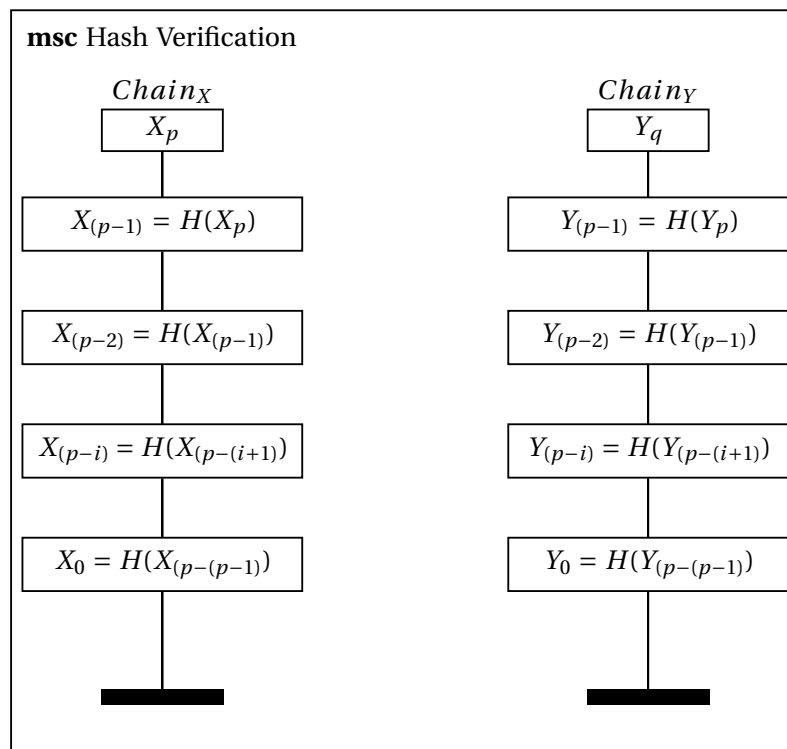 msc Hash Verification
Chain_X
X_p
X_(p−1) = H(X_p)
X_(p−2) = H(X_(p−1))
X_(p−i) = H(X_(p−(i+1))
X_0 = H(X_(p−(p−1))
Chain_Y
Y_q
Y_(p−1) = H(Y_p)
Y_(p−2) = H(Y_(p−1))
Y_(p−i) = H(Y_(p−(i+1))
Y_0 = H(Y_(p−(p−1))